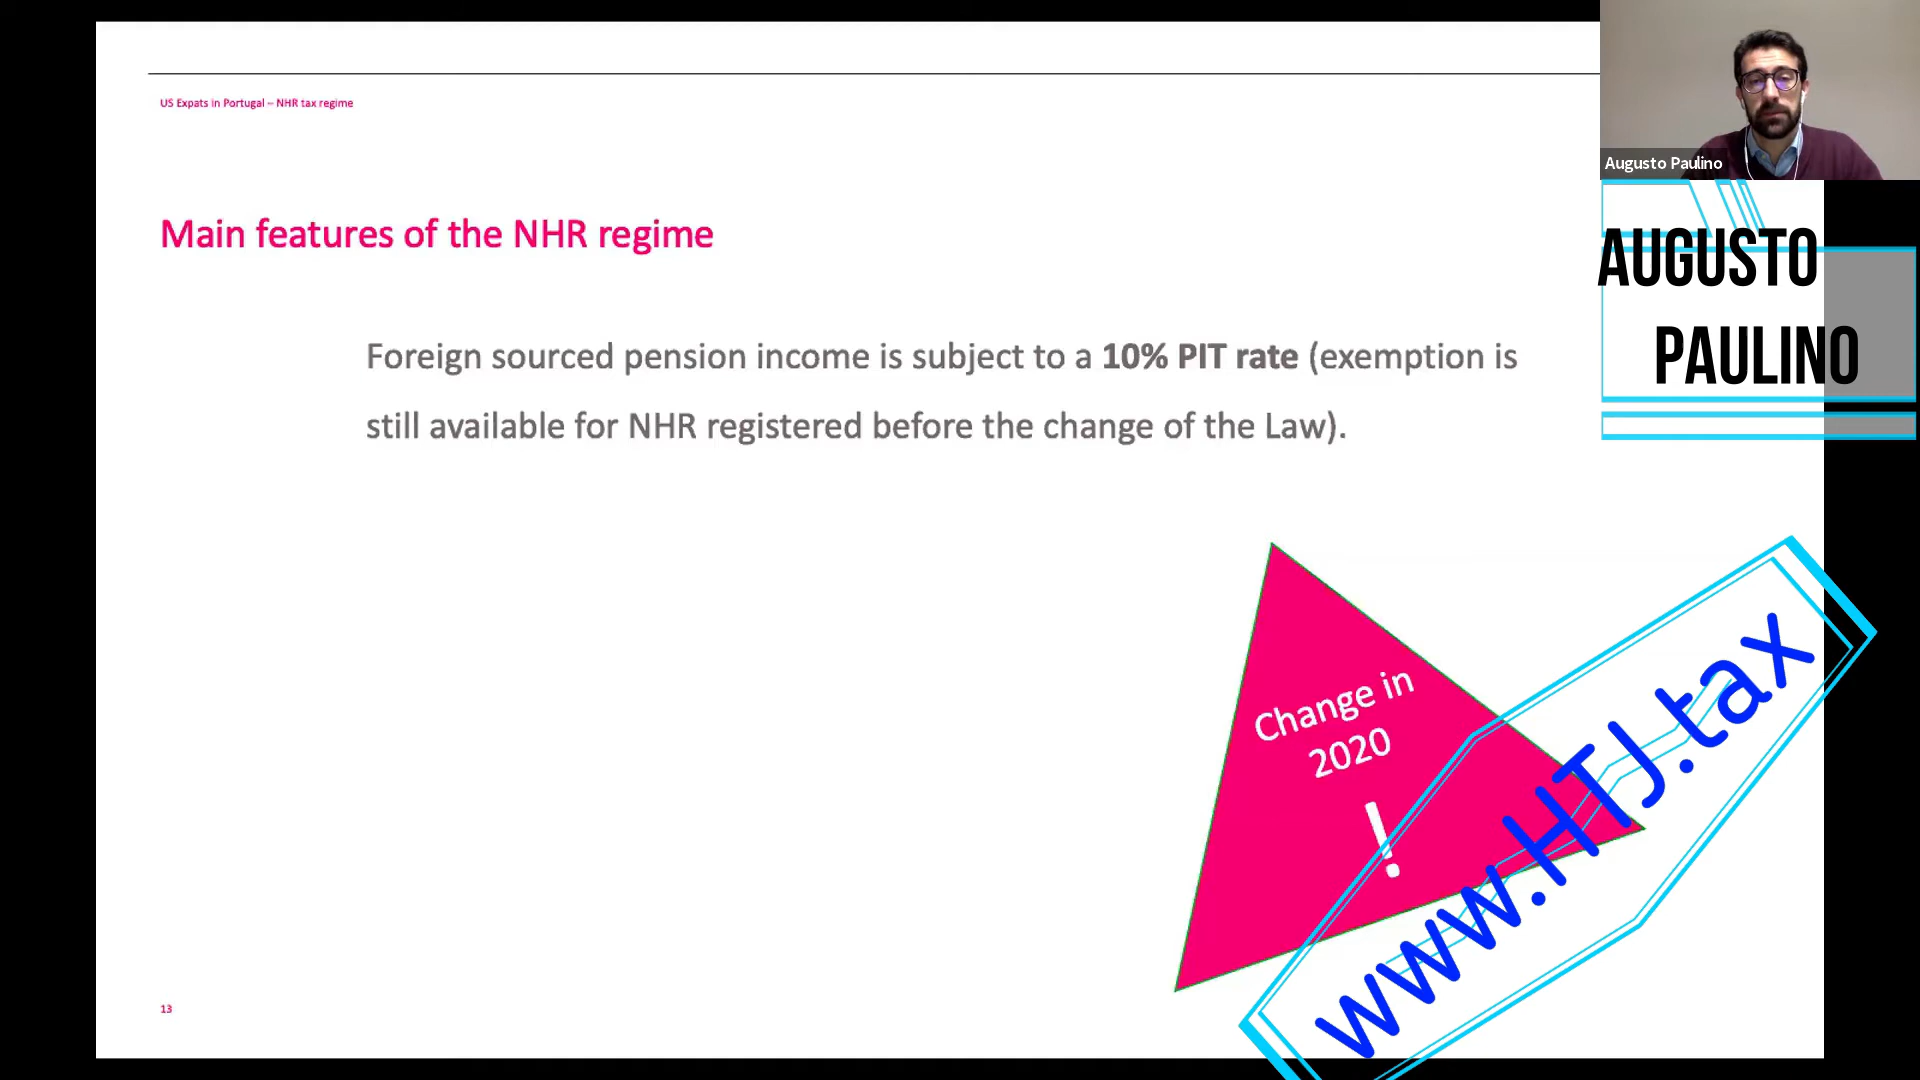 US Expats in Portugal – NHR tax regime
Augusto Paulino
AUGUSTO
PAULINO
Main features of the NHR regime
Foreign sourced pension income is subject to a 10% PIT rate (exemption is
still available for NHR registered before the change of the Law).
Change in
2020
!
www.HTJ.tax
13